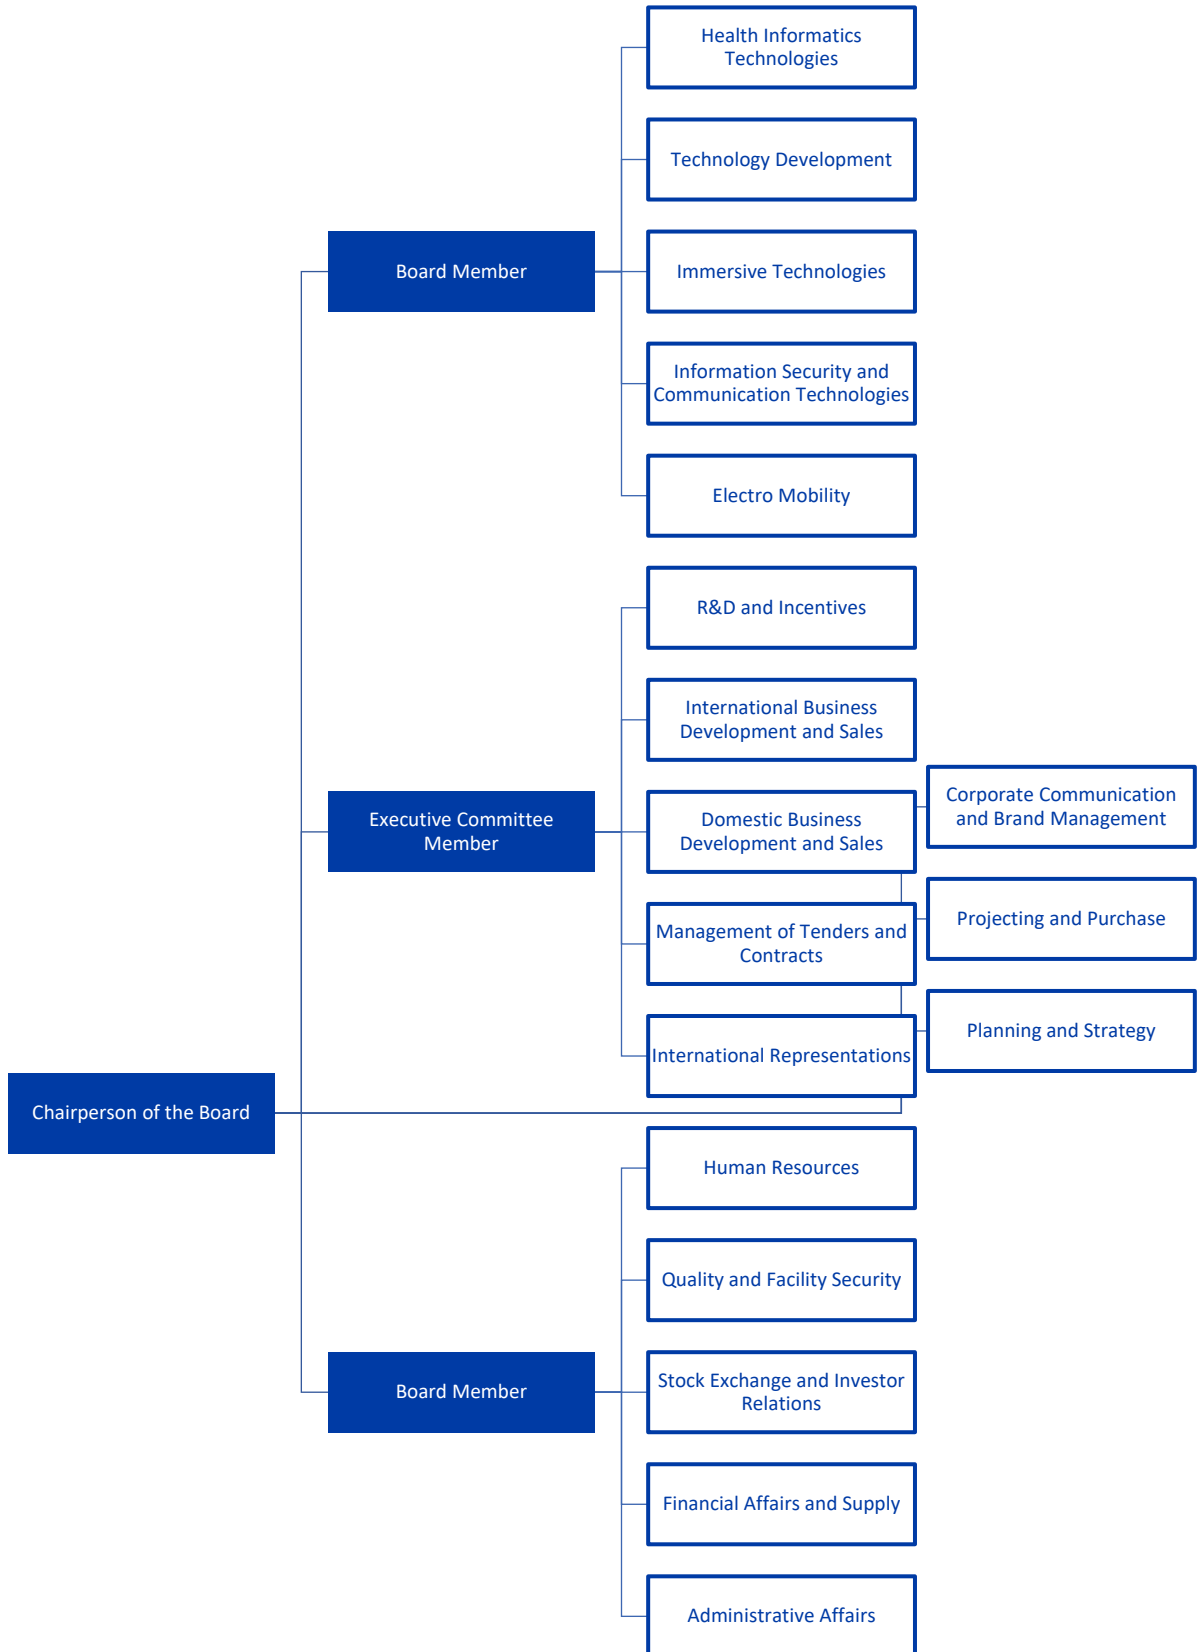 Health Informatics
Technologies
Technology Development
Board Member
Immersive Technologies
Information Security and
Communication Technologies
Electro Mobility
R&D and Incentives
International Business
Development and Sales
Executive Committee
Member
Domestic Business
Development and Sales
Corporate Communication
and Brand Management
Management of Tenders and
Contracts
Projecting and Purchase
International Representations
Planning and Strategy
Chairperson of the Board
Human Resources
Quality and Facility Security
Board Member
Stock Exchange and Investor
Relations
Financial Affairs and Supply
Administrative Affairs